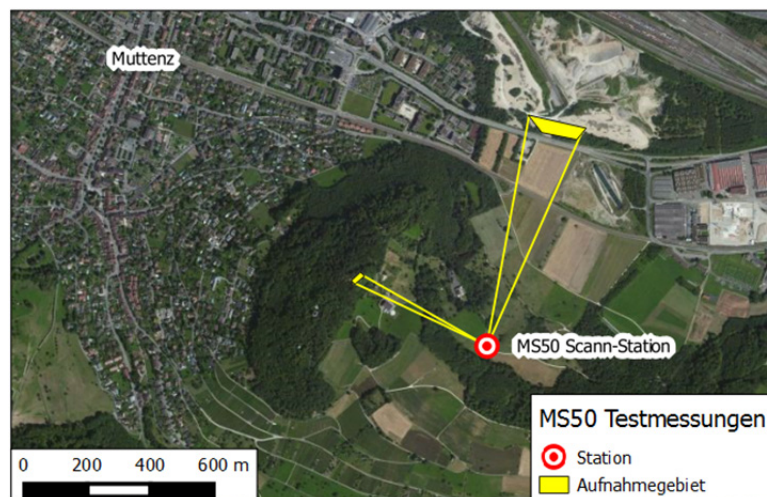 Muttenz
MS50 Scann-Station
MS50 Testmessungen
Station
Aufnahmegebiet
0 200 400 600 m